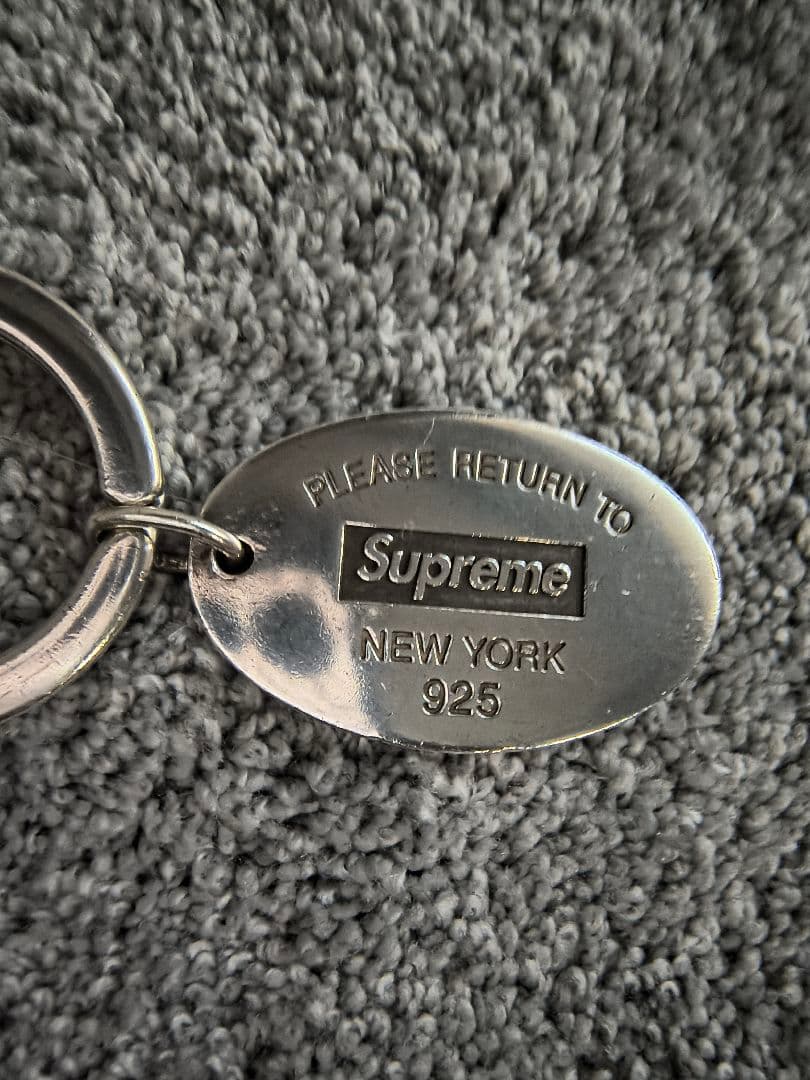 PLEASE RETURN TO
Supreme
NEW YORK
925